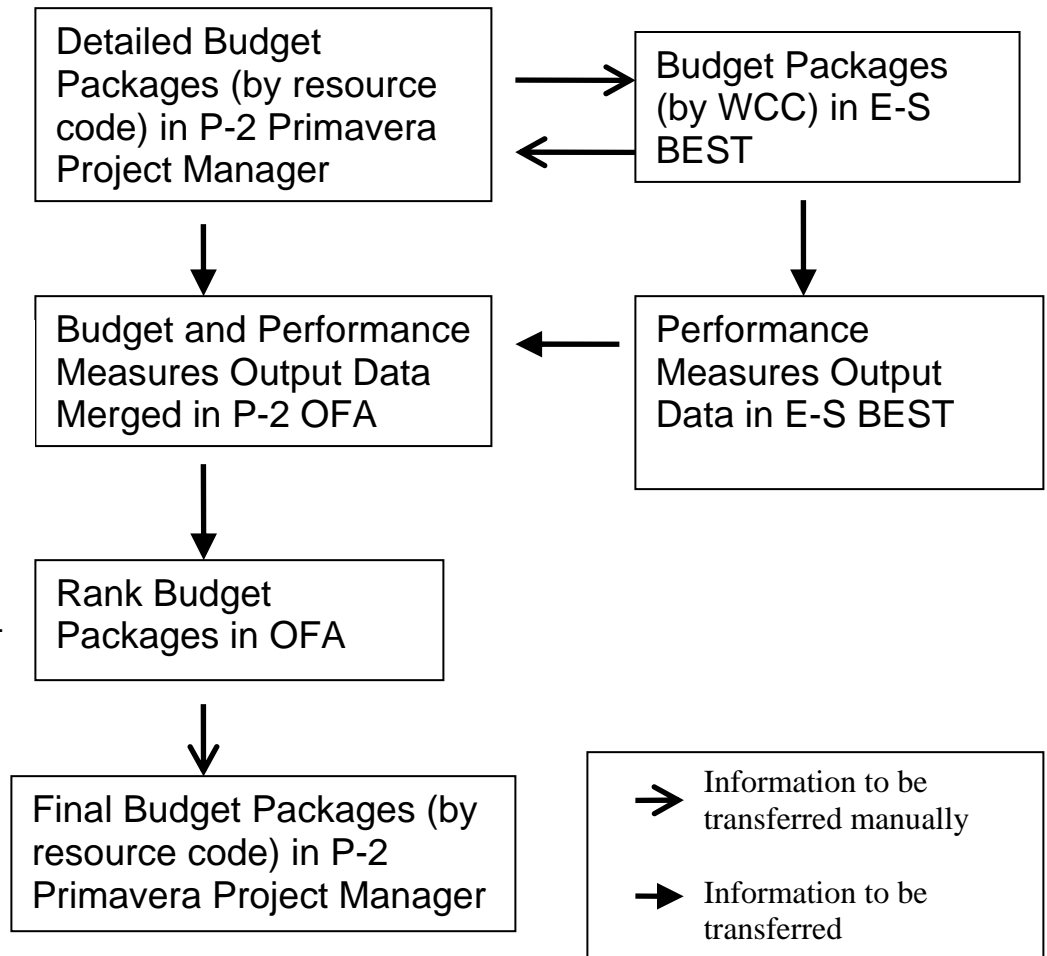 Detailed Budget
Packages (by resource
code) in P-2 Primavera
Project Manager
Budget Packages
(by WCC) in E-S
BEST
Budget and Performance
Measures Output Data
Merged in P-2 OFA
Performance
Measures Output
Data in E-S BEST
Rank Budget
Packages in OFA
Final Budget Packages (by
resource code) in P-2
Primavera Project Manager
Information to be
transferred manually
Information to be
transferred